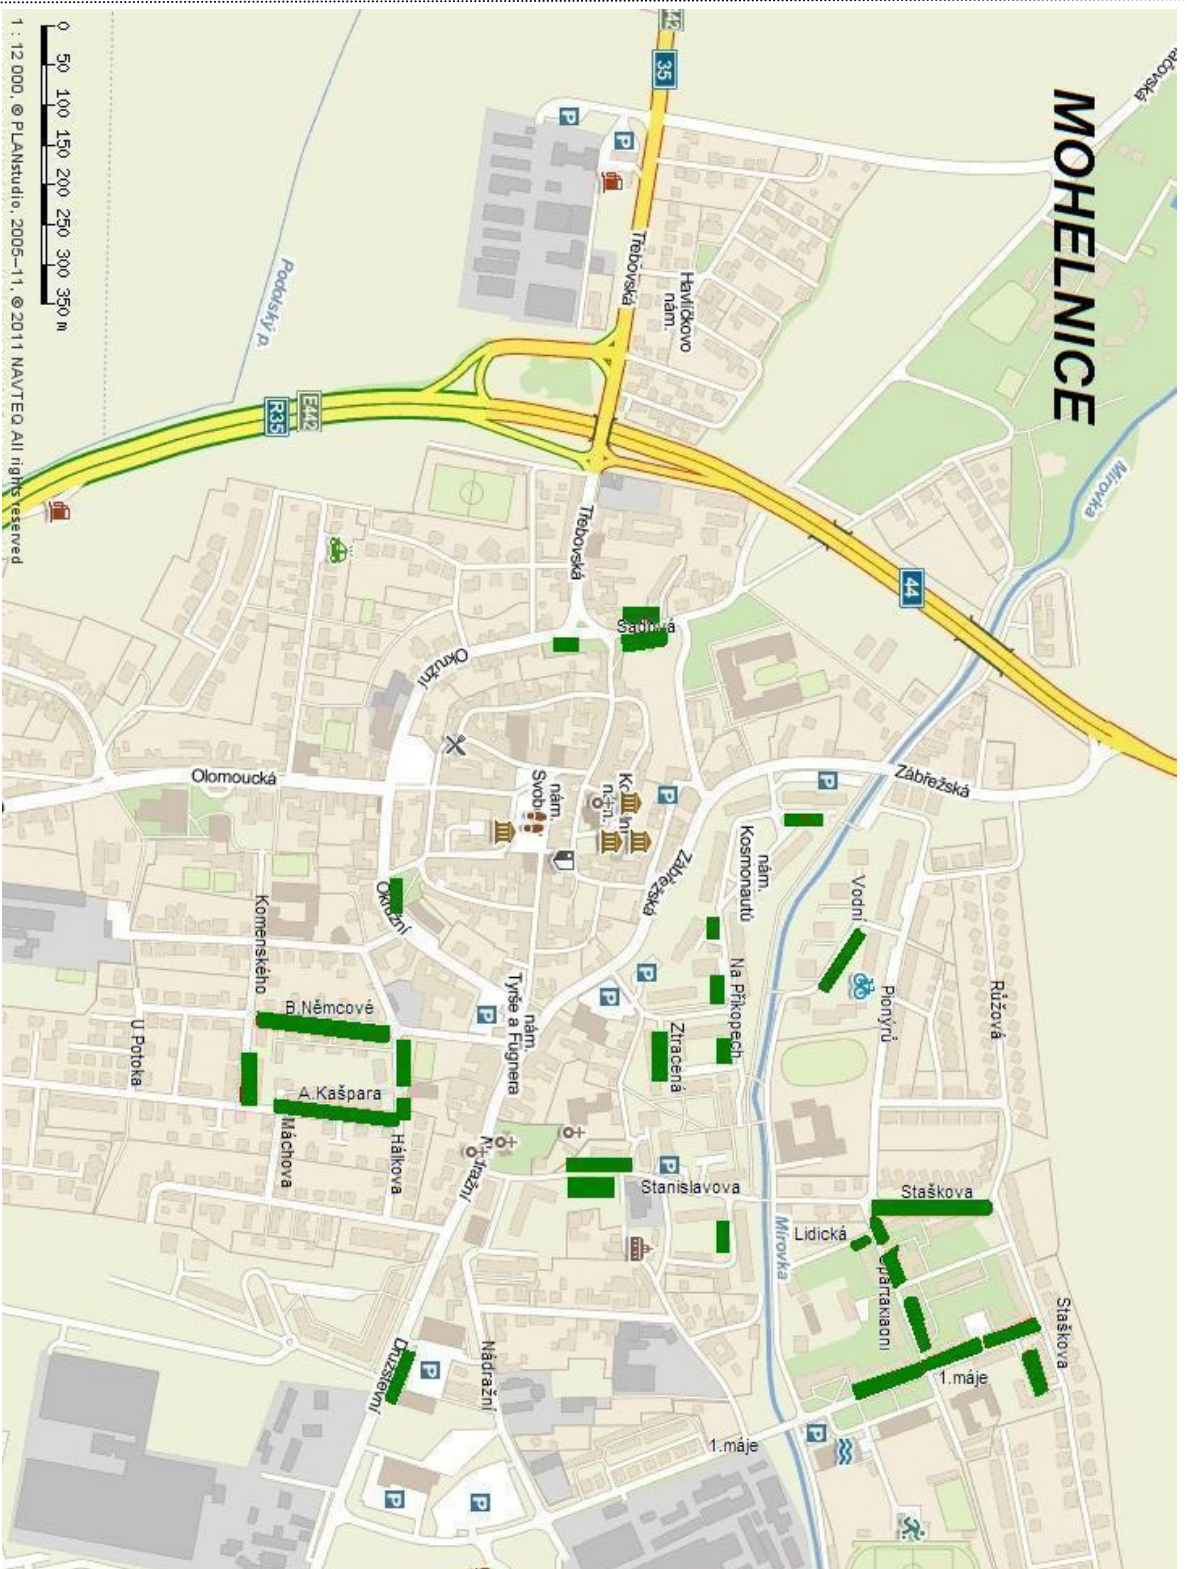 MOHELNICE
Mírovka
44
35
E442
R35
Podolský p.
Třebovská
Havlíčkovo
nám.
Třebovská
Sadová
Okružní
Olomoucká
nám.
Zábřežská
Zábřežská
nám.
Kosmonautů
Vodní
Pionýrů
Růžová
Na Příkopech
Ztracená
Okružní
Komenského
B.Němcové
nám.
Tyrše a Fügnera
U Potoka
A.Kašpara
Máchova
Hálkova
Stanislavova
Staškova
Lidická
Mírovka
Staškova
1.máje
1.máje
Nádražní
Družstevní
P
P
P
P
P
P
P
P
P
P
P
P
0 50 100 150 200 250 300 350 m
1 : 12 000, © PLANstudio, 2005–11, © 2011 NAVTEQ All rights reserved